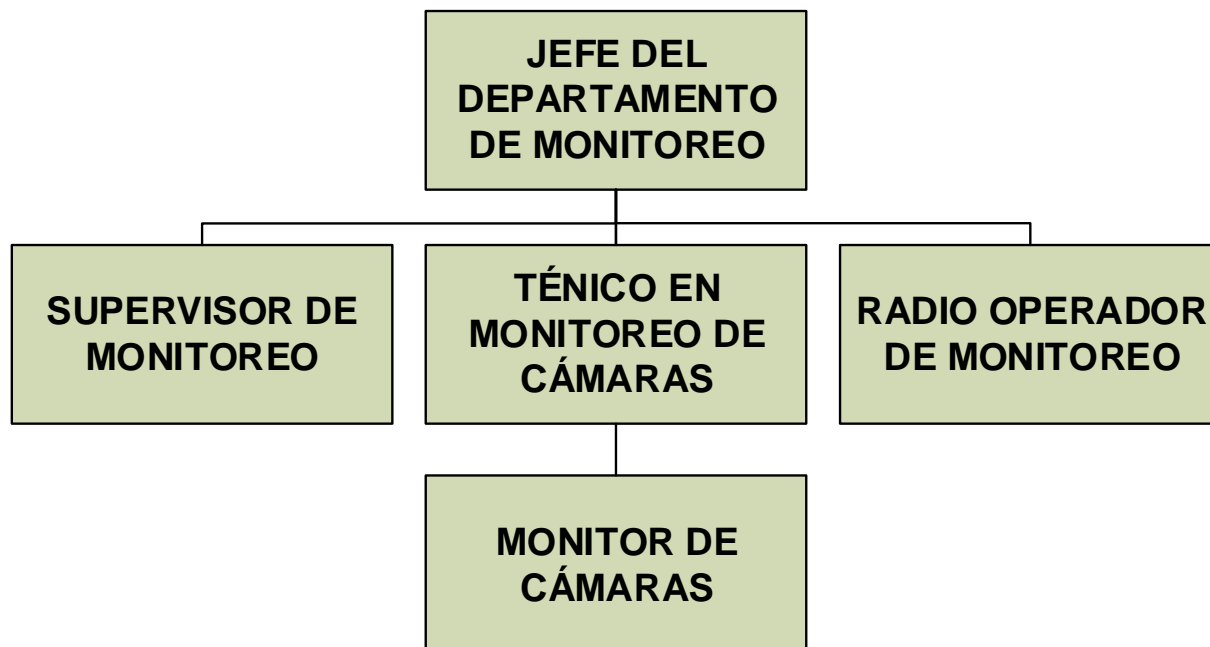 JEFE DEL
DEPARTAMENTO
DE MONITOREO
SUPERVISOR DE
MONITOREO
TÉNICO EN
MONITOREO DE
CÁMARAS
RADIO OPERADOR
DE MONITOREO
MONITOR DE
CÁMARAS